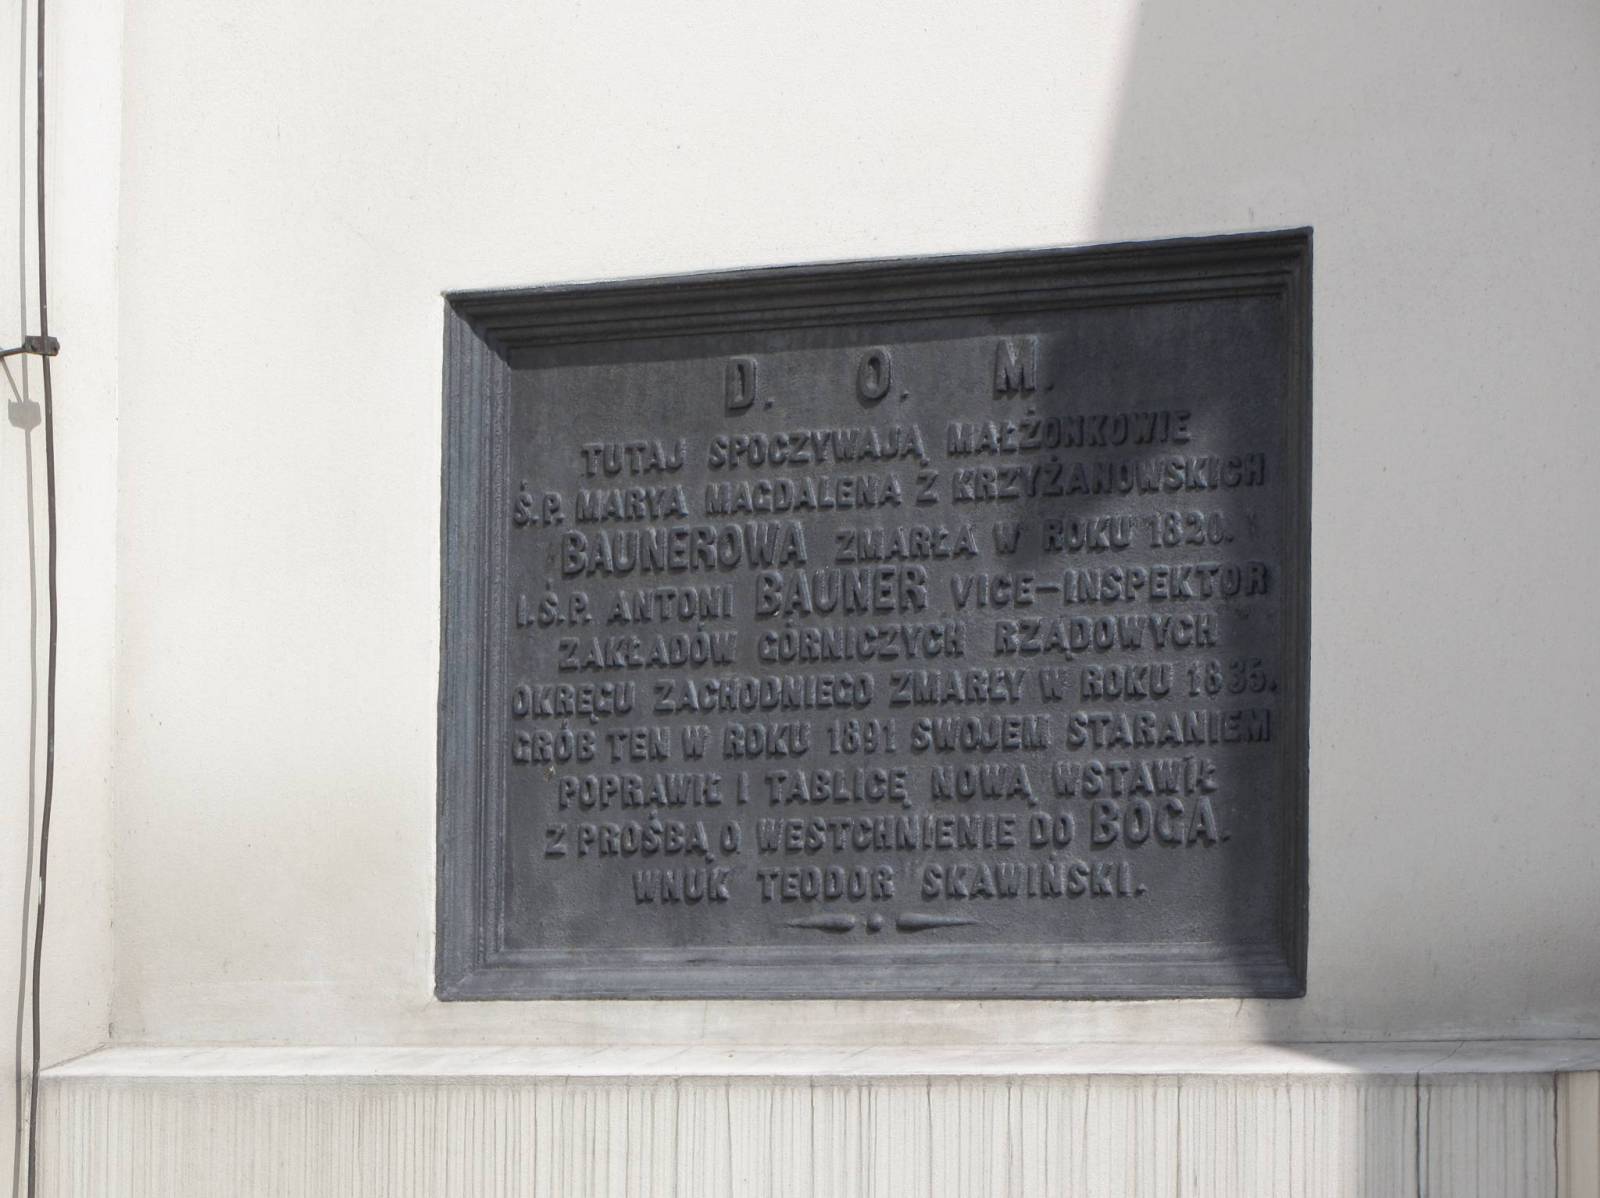 D. O. M.
TUTAJ SPOCZYWAJĄ MAŁŻONKOWIE
Ś.P. MARYA MAGDALENA Z KRZYŻANOWSKICH
BAUNEROWA ZMARŁA W ROKU 1820.
I.Ś.P. ANTONI BAUNER VICE-INSPEKTOR
ZAKŁADÓW GÓRNICZYCH RZĄDOWYCH
OKRĘGU ZACHODNIEGO ZMARŁY W ROKU 1835.
GRÓB TEN W ROKU 1891 SWOJEM STARANIEM
POPRAWIŁ I TABLICĘ NOWĄ WSTAWIŁ
Z PROŚBĄ O WESTCHNIENIE DO BOGA.
WNUK TEODOR SKAWIŃSKI.